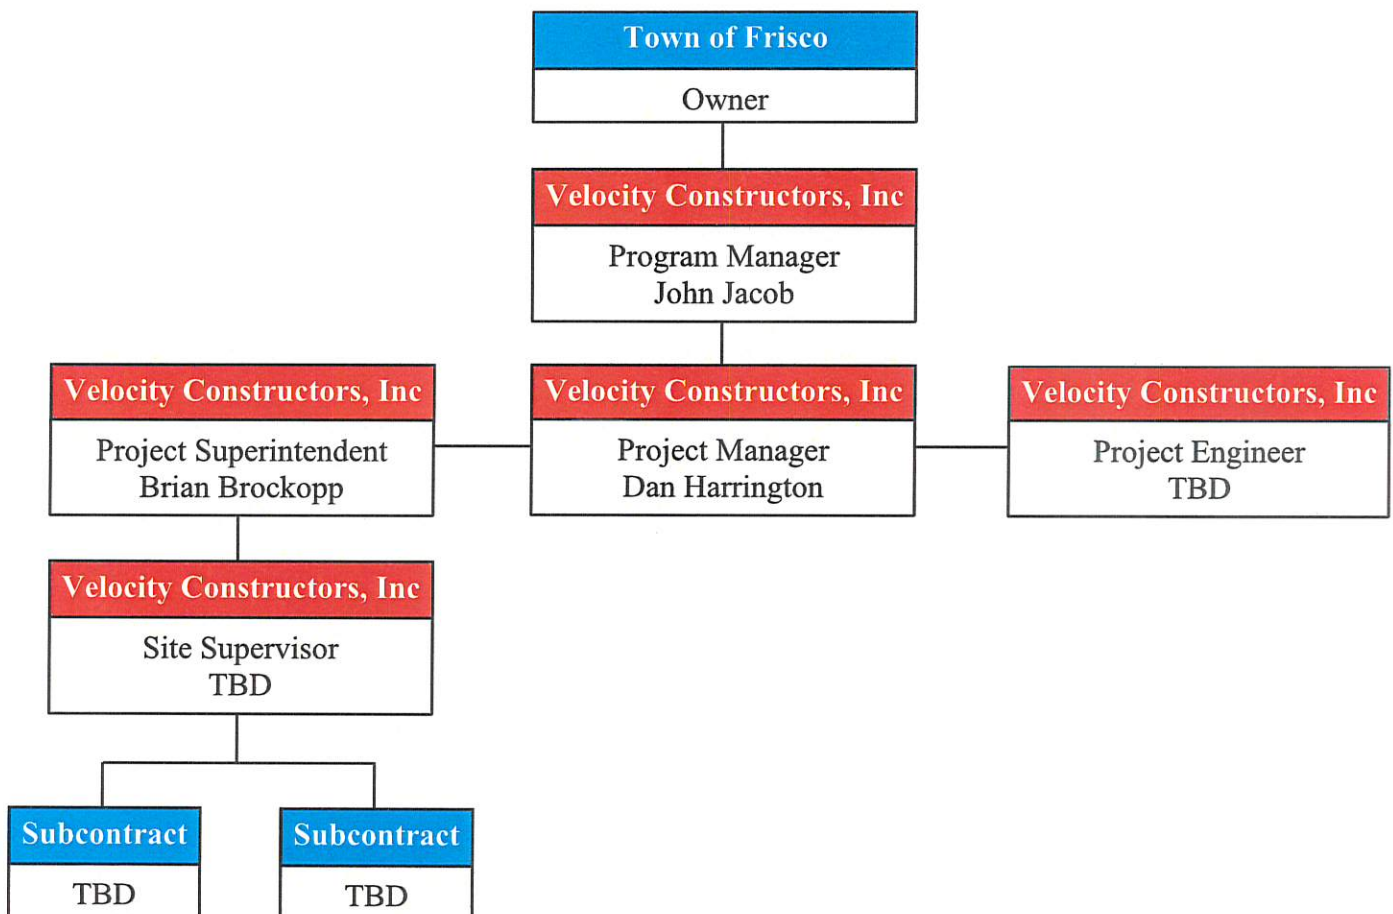 Town of Frisco
Owner
Velocity Constructors, Inc
Program Manager
John Jacob
Velocity Constructors, Inc
Project Superintendent
Brian Brockopp
Velocity Constructors, Inc
Project Manager
Dan Harrington
Velocity Constructors, Inc
Project Engineer
TBD
Velocity Constructors, Inc
Site Supervisor
TBD
Subcontract
TBD
Subcontract
TBD